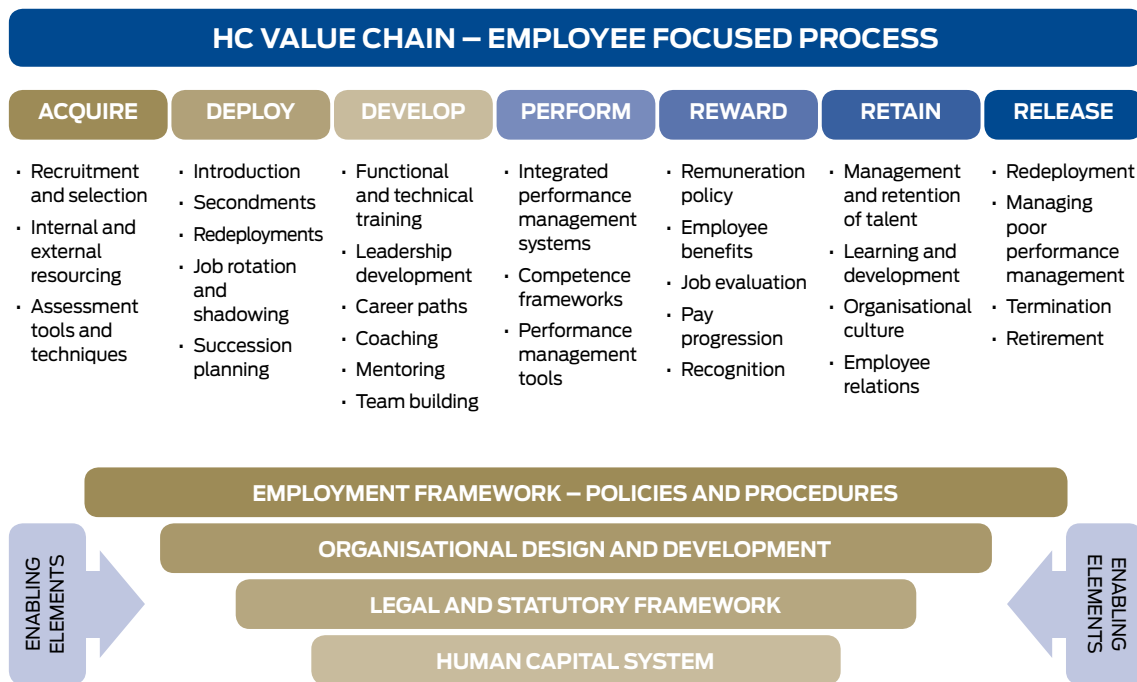 HC VALUE CHAIN – EMPLOYEE FOCUSED PROCESS
ACQUIRE
· Recruitment
and selection
· Internal and
external
resourcing
· Assessment
tools and
techniques
DEPLOY
· Introduction
· Secondments
· Redeployments
· Job rotation
and
shadowing
· Succession
planning
DEVELOP
· Functional
and technical
training
· Leadership
development
· Career paths
· Coaching
· Mentoring
· Team building
PERFORM
· Integrated
performance
management
systems
· Competence
frameworks
· Performance
management
tools
REWARD
· Remuneration
policy
· Employee
benefits
· Job evaluation
· Pay
progression
· Recognition
RETAIN
· Management
and retention
of talent
· Learning and
development
· Organisational
culture
· Employee
relations
RELEASE
· Redeployment
· Managing
poor
performance
management
· Termination
· Retirement
EMPLOYMENT FRAMEWORK – POLICIES AND PROCEDURES
ORGANISATIONAL DESIGN AND DEVELOPMENT
LEGAL AND STATUTORY FRAMEWORK
HUMAN CAPITAL SYSTEM
ENABLING
ELEMENTS
ENABLING
ELEMENTS